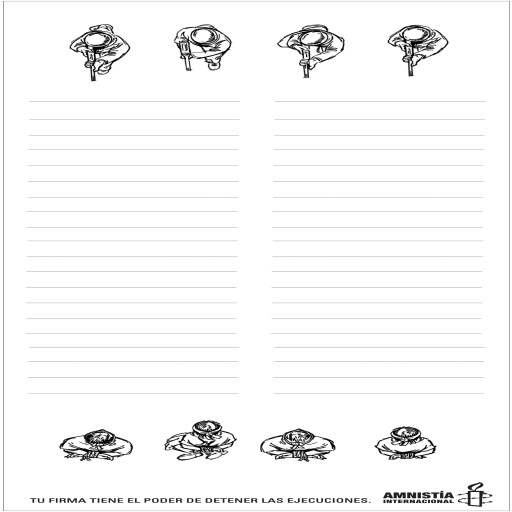 TU FIRMA TIENE EL PODER DE DETENER LAS EJECUCIONES.
AMNISTÍA
INTERNACIONAL